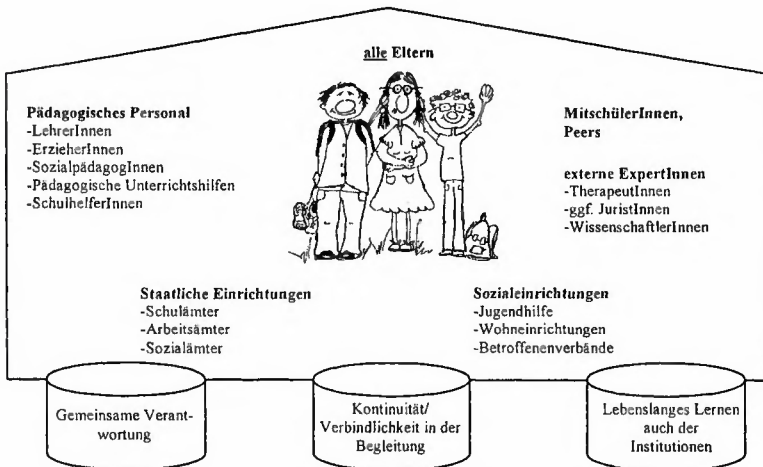 alle Eltern
Pädagogisches Personal
-LehrerInnen
-ErzieherInnen
-SozialpädagogInnen
-Pädagogische Unterrichtshilfen
-SchulhelferInnen
MitschülerInnen,
Peers
externe ExpertInnen
-TherapeutInnen
-ggf. JuristInnen
-WissenschaftlerInnen
Staatliche Einrichtungen
-Schulämter
-Arbeitsämter
-Sozialämter
Sozialeinrichtungen
-Jugendhilfe
-Wohneinrichtungen
-Betroffenenverbände
Gemeinsame Verant-
wortung
Kontinuität/
Verbindlichkeit in der
Begleitung
Lebenslanges Lernen
auch der
Institutionen